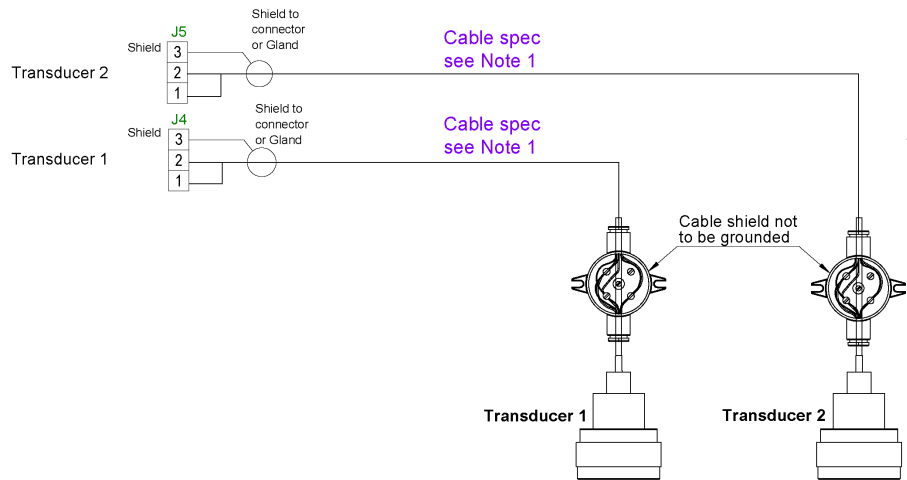 Shield to
connector
or Gland
J5
Shield
3
Transducer 2
2
1
Cable spec
see Note 1
Shield to
connector
or Gland
J4
Shield
3
Transducer 1
2
1
Cable spec
see Note 1
Cable shield not
to be grounded
Transducer 1
Transducer 2